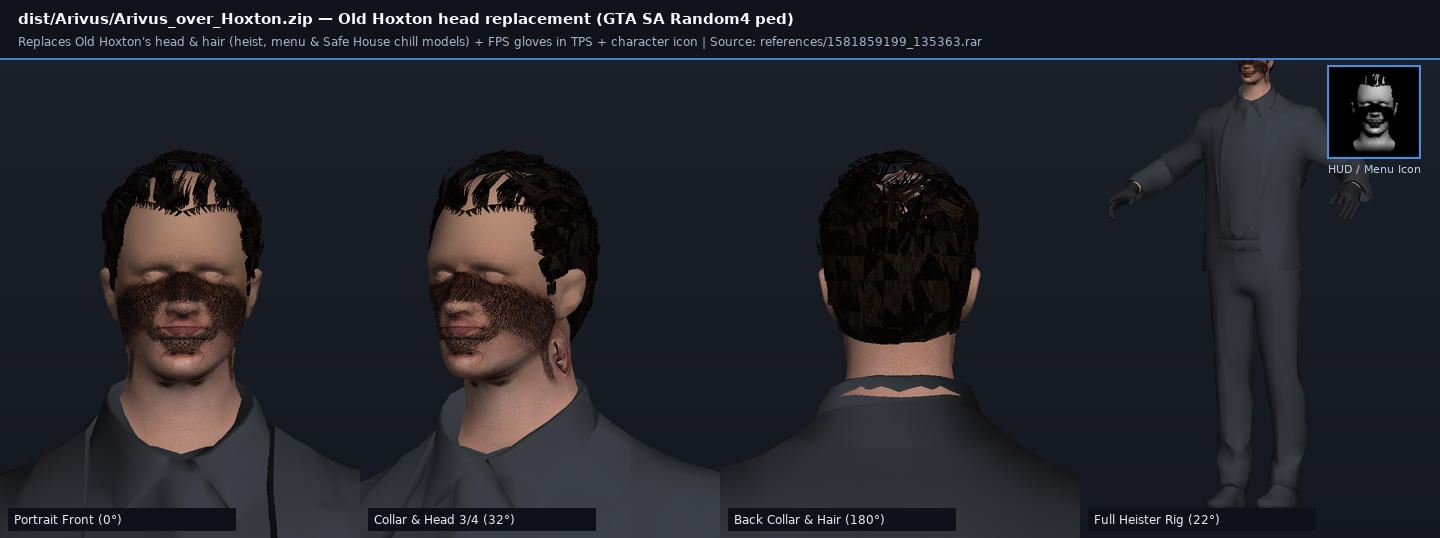 dist/Arivus/Arivus_over_Hoxton.zip — Old Hoxton head replacement (GTA SA Random4 ped)
Replaces Old Hoxton's head & hair (heist, menu & Safe House chill models) + FPS gloves in TPS + character icon | Source: references/1581859199_135363.rar
HUD / Menu Icon
Portrait Front (0°)
Collar & Head 3/4 (32°)
Back Collar & Hair (180°)
Full Heister Rig (22°)